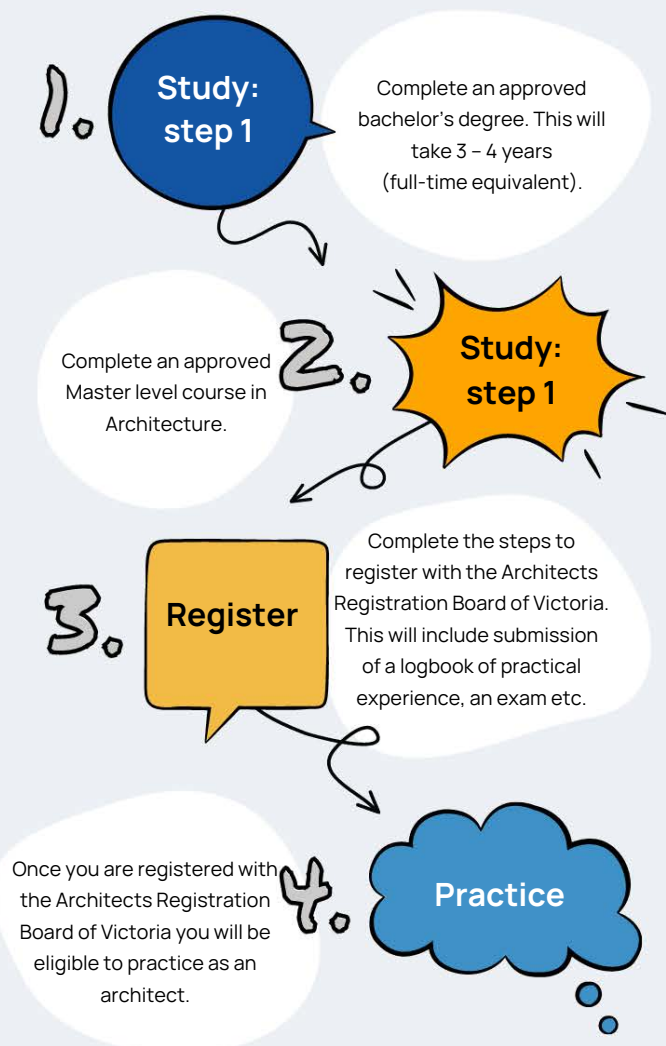 1.
Study:
step 1
Complete an approved
bachelor's degree. This will
take 3 – 4 years
(full-time equivalent).
2.
Study:
step 1
Complete an approved
Master level course in
Architecture.
3.
Register
Complete the steps to
register with the Architects
Registration Board of Victoria.
This will include submission
of a logbook of practical
experience, an exam etc.
4.
Practice
Once you are registered with
the Architects Registration
Board of Victoria you will be
eligible to practice as an
architect.